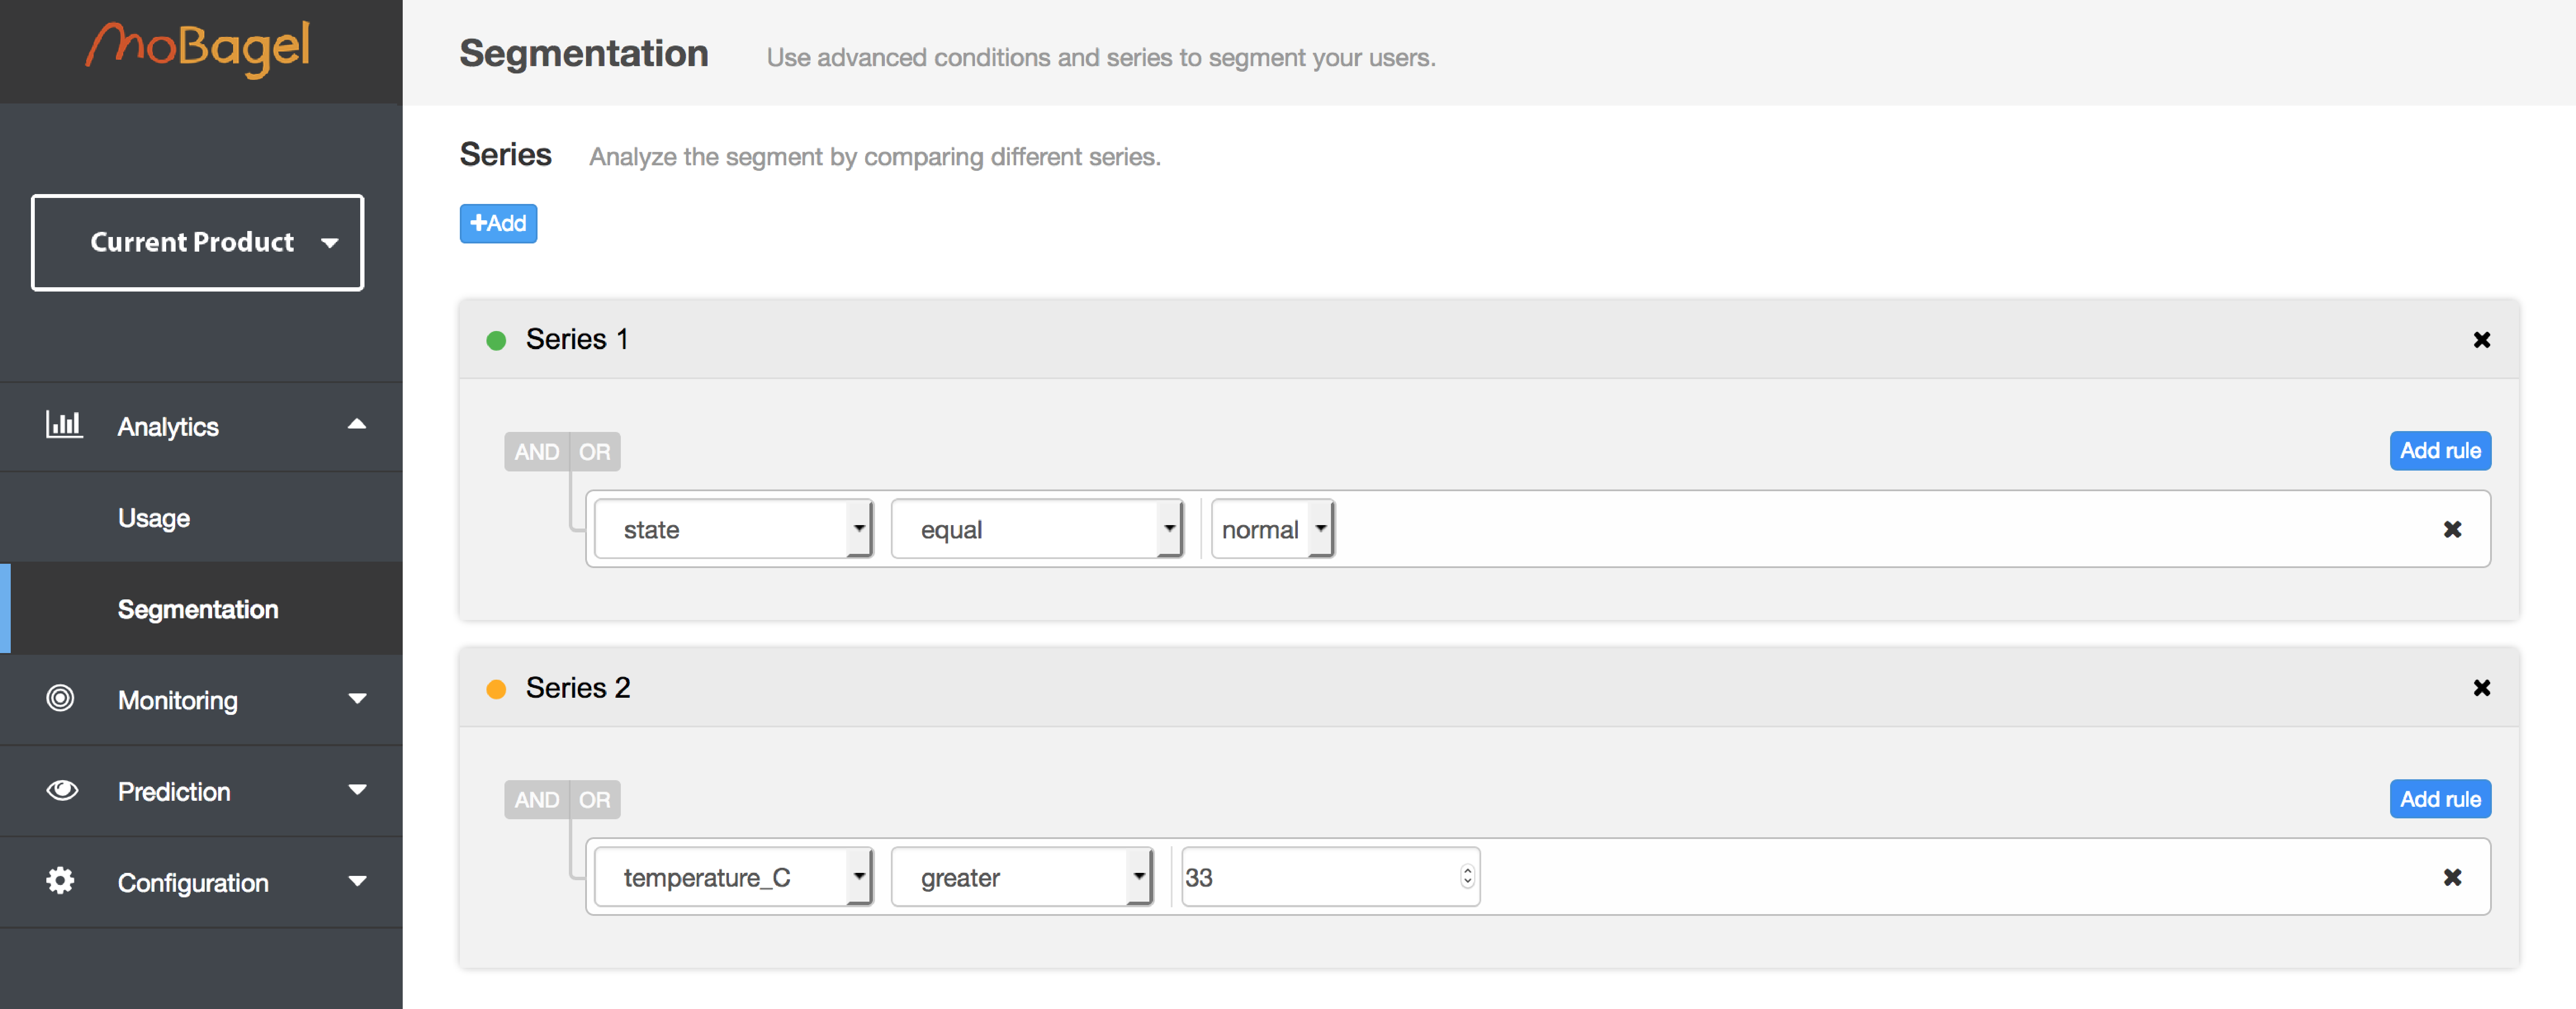 MoBagel
Current Product
Analytics
Usage
Segmentation
Monitoring
Prediction
Configuration
Segmentation Use advanced conditions and series to segment your users.
Series Analyze the segment by comparing different series.
+Add
Series 1
AND OR Add rule
state equal normal
Series 2
AND OR Add rule
temperature_C greater 33